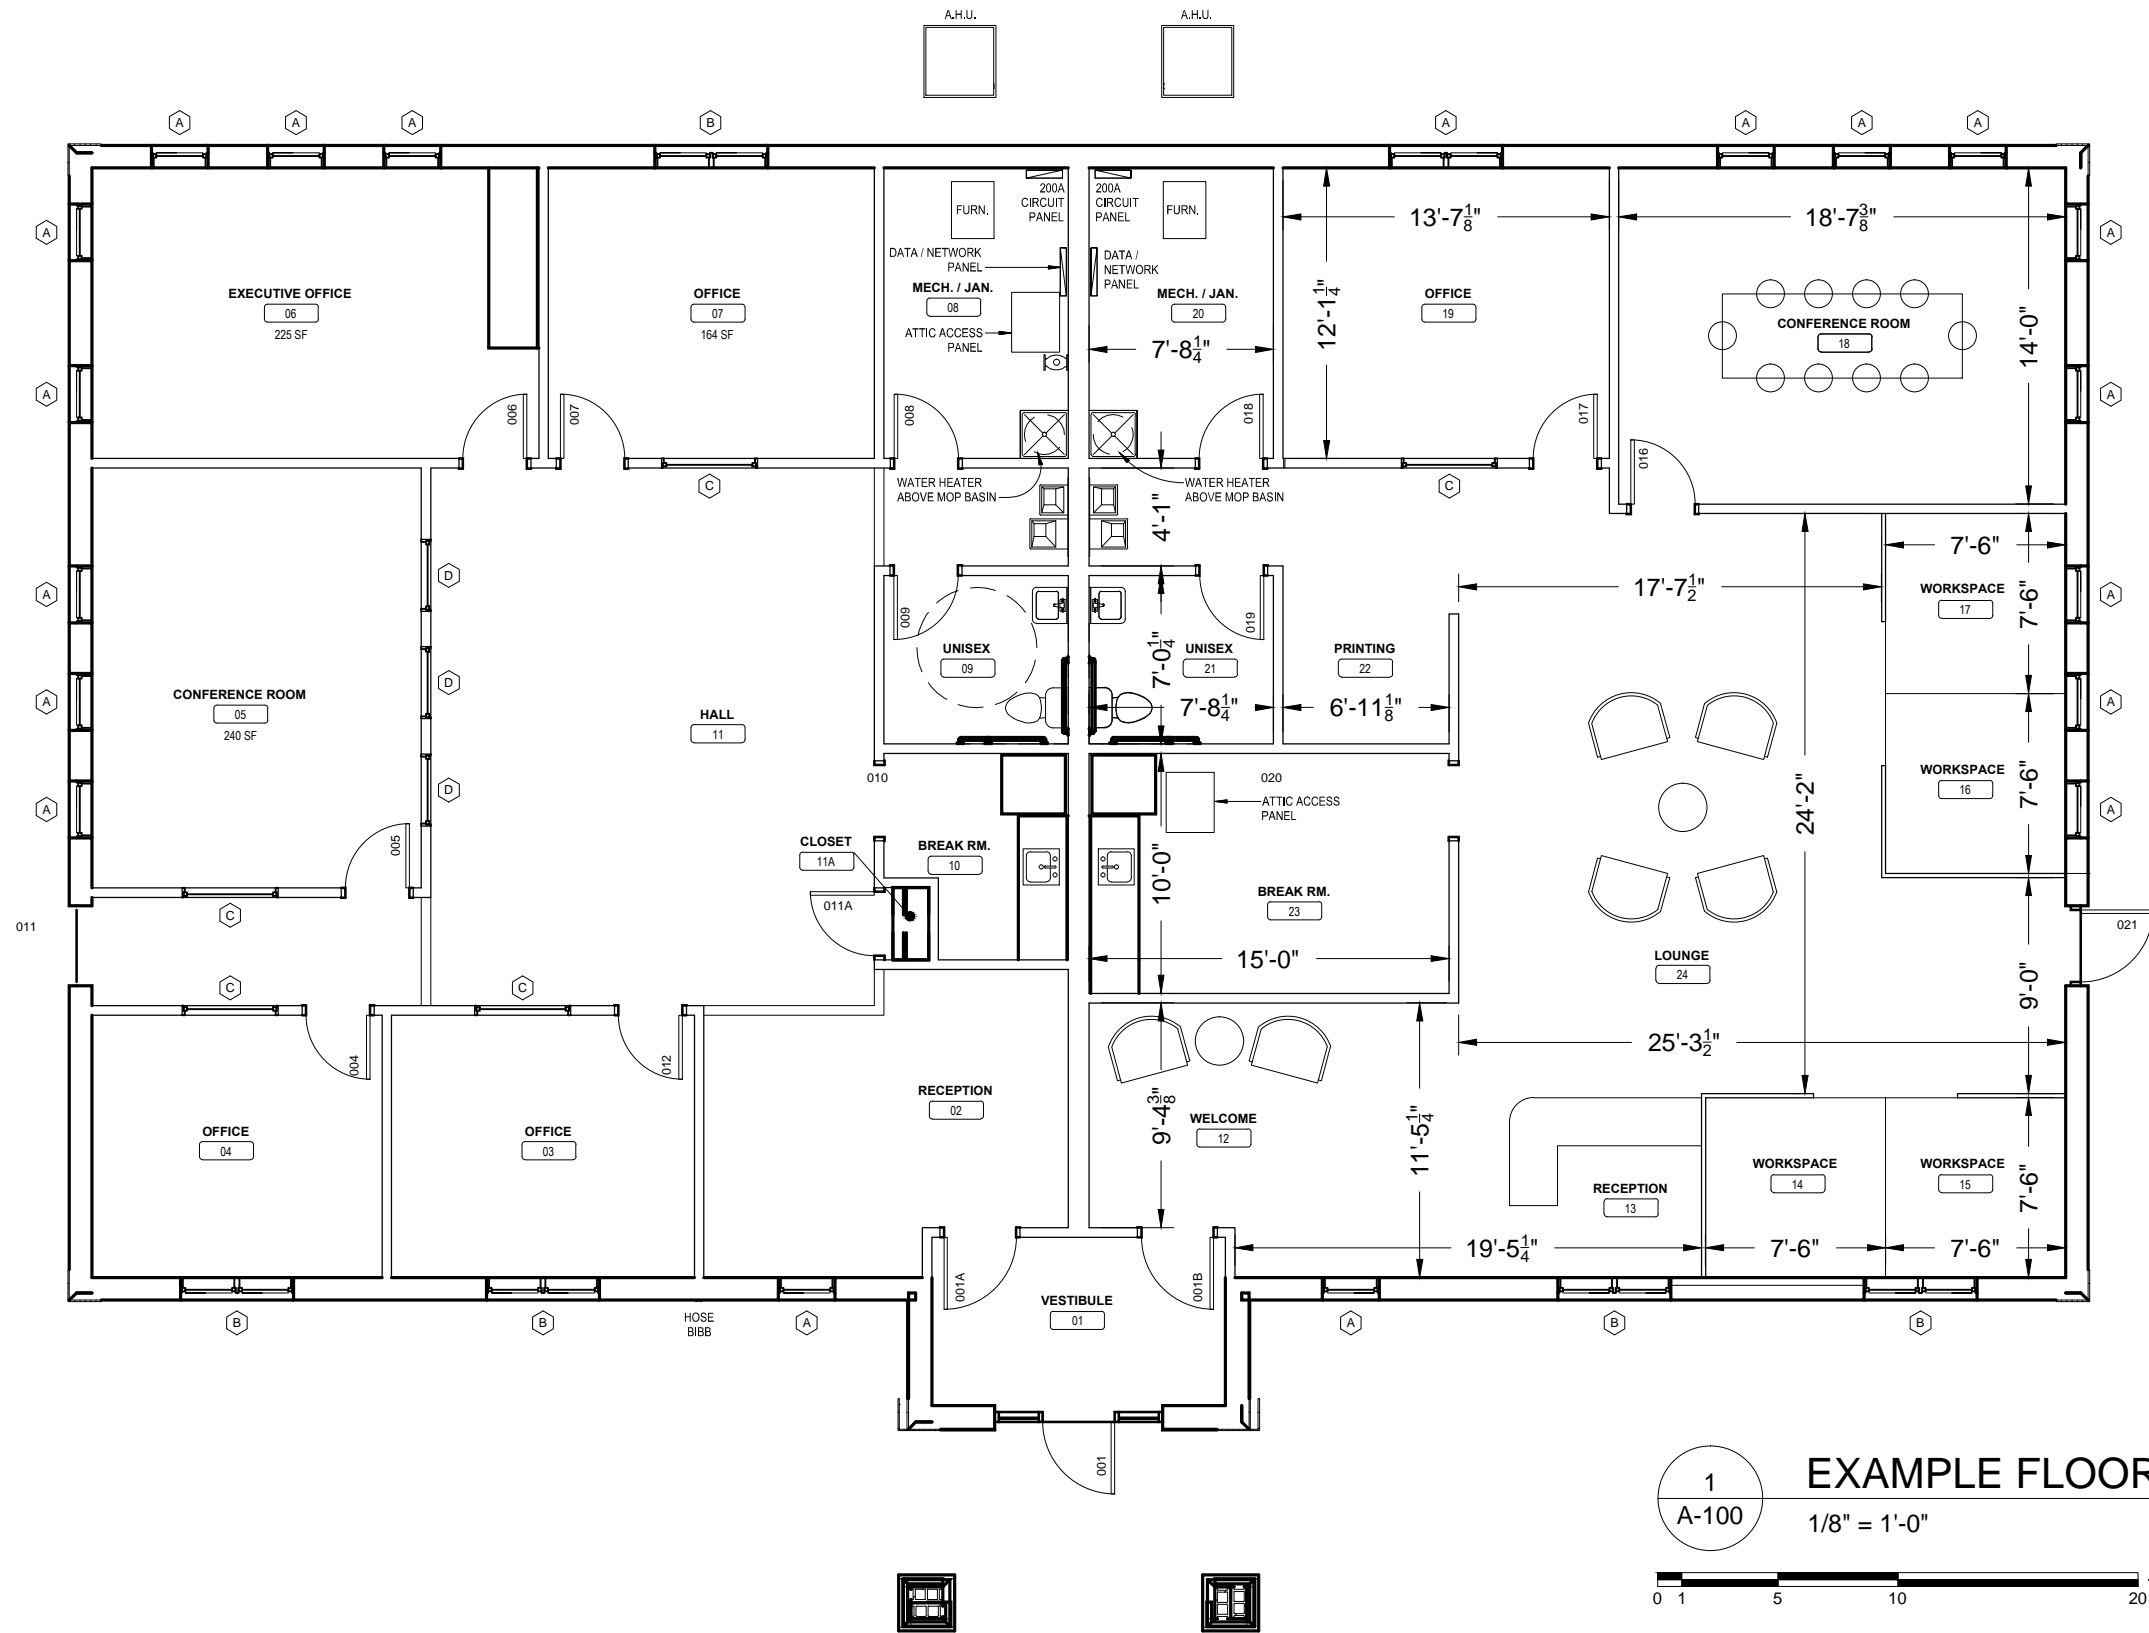 A.H.U.
A.H.U.
A
A
A
B
A
A
A
A
FURN.
200A
CIRCUIT
PANEL
200A
CIRCUIT
PANEL
FURN.
13'-7 1/8"
18'-7 3/8"
A
A
DATA / NETWORK
PANEL
DATA /
NETWORK
PANEL
EXECUTIVE OFFICE
06
225 SF
OFFICE
07
164 SF
MECH. / JAN.
08
MECH. / JAN.
20
OFFICE
19
12'-1 1/4"
CONFERENCE ROOM
18
14'-0"
ATTIC ACCESS
PANEL
7'-8 1/4"
A
A
006
007
008
018
017
016
C
C
WATER HEATER
ABOVE MOP BASIN
WATER HEATER
ABOVE MOP BASIN
4'-1"
7'-6"
D
17'-7 1/2"
WORKSPACE
17
7'-6"
A
A
009
019
UNISEX
09
UNISEX
21
7'-0 1/4"
PRINTING
22
D
CONFERENCE ROOM
05
240 SF
HALL
11
7'-8 1/4"
6'-11 1/8"
A
A
010
020
WORKSPACE
16
7'-6"
D
ATTIC ACCESS
PANEL
24'-2"
A
A
005
CLOSET
11A
BREAK RM.
10
10'-0"
BREAK RM.
23
011A
C
011
021
15'-0"
LOUNGE
24
9'-0"
C
C
25'-3 1/2"
004
012
RECEPTION
02
9'-4 3/8"
WELCOME
12
11'-5 1/4"
OFFICE
04
OFFICE
03
WORKSPACE
14
WORKSPACE
15
7'-6"
RECEPTION
13
19'-5 1/4"
7'-6"
7'-6"
001A
001B
VESTIBULE
01
B
B
HOSE
BIBB
A
A
B
B
001
1
A-100
EXAMPLE FLOOR
1/8" = 1'-0"
0 1 5 10 20